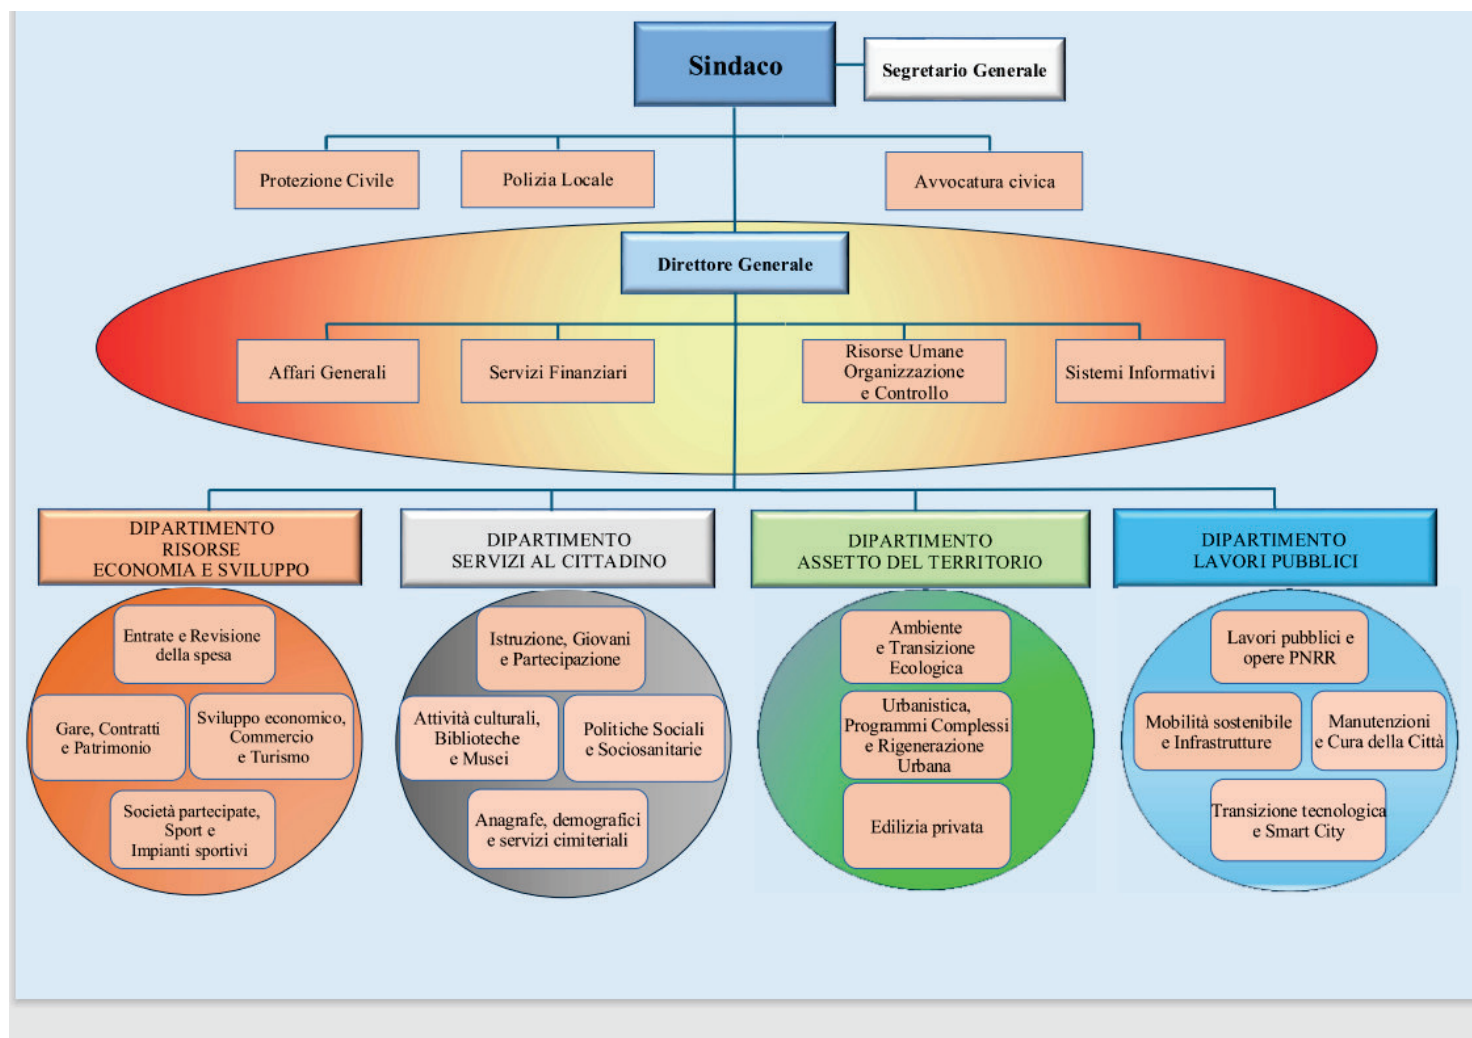 Sindaco
Segretario Generale
Protezione Civile
Polizia Locale
Avvocatura civica
Direttore Generale
Affari Generali
Servizi Finanziari
Risorse Umane
Organizzazione
e Controllo
Sistemi Informativi
DIPARTIMENTO
RISORSE
ECONOMIA E SVILUPPO
DIPARTIMENTO
SERVIZI AL CITTADINO
DIPARTIMENTO
ASSETTO DEL TERRITORIO
DIPARTIMENTO
LAVORI PUBBLICI
Entrate e Revisione
della spesa
Gare, Contratti
e Patrimonio
Sviluppo economico,
Commercio
e Turismo
Società partecipate,
Sport e
Impianti sportivi
Istruzione, Giovani
e Partecipazione
Attività culturali,
Biblioteche
e Musei
Politiche Sociali
e Sociosanitarie
Anagrafe, demografici
e servizi cimiteriali
Ambiente
e Transizione
Ecologica
Urbanistica,
Programmi Complessi
e Rigenerazione
Urbana
Edilizia privata
Lavori pubblici e
opere PNRR
Mobilità sostenibile
e Infrastrutture
Manutenzioni
e Cura della Città
Transizione tecnologica
e Smart City